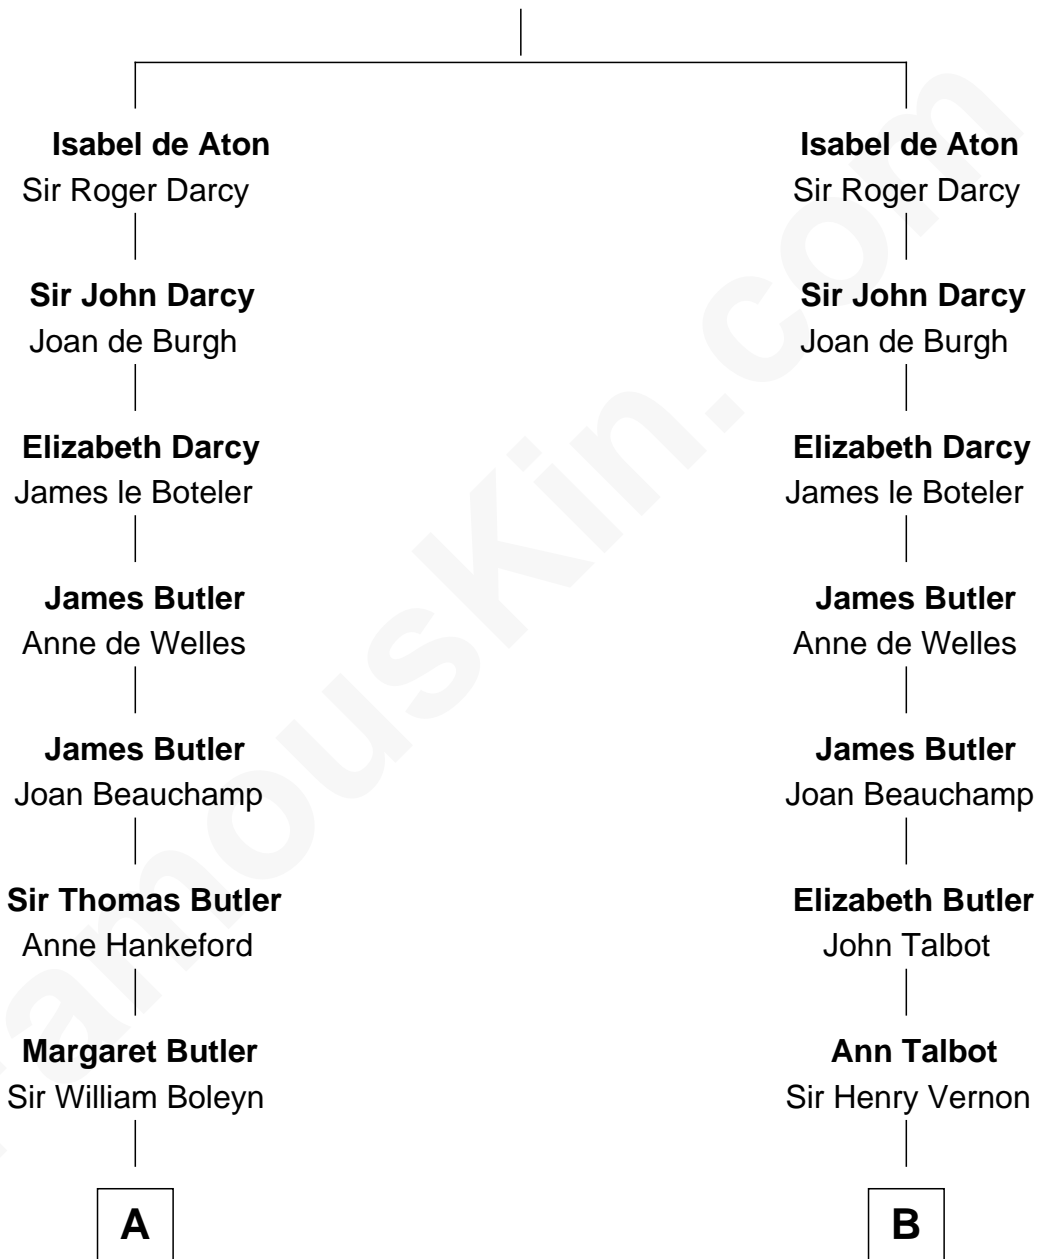 Isabel de Aton
Sir Roger Darcy
Sir John Darcy
Joan de Burgh
Elizabeth Darcy
James le Boteler
James Butler
Anne de Welles
James Butler
Joan Beauchamp
Sir Thomas Butler
Anne Hankeford
Margaret Butler
Sir William Boleyn
A
Isabel de Aton
Sir Roger Darcy
Sir John Darcy
Joan de Burgh
Elizabeth Darcy
James le Boteler
James Butler
Anne de Welles
James Butler
Joan Beauchamp
Elizabeth Butler
John Talbot
Ann Talbot
Sir Henry Vernon
B
FamousKin.com